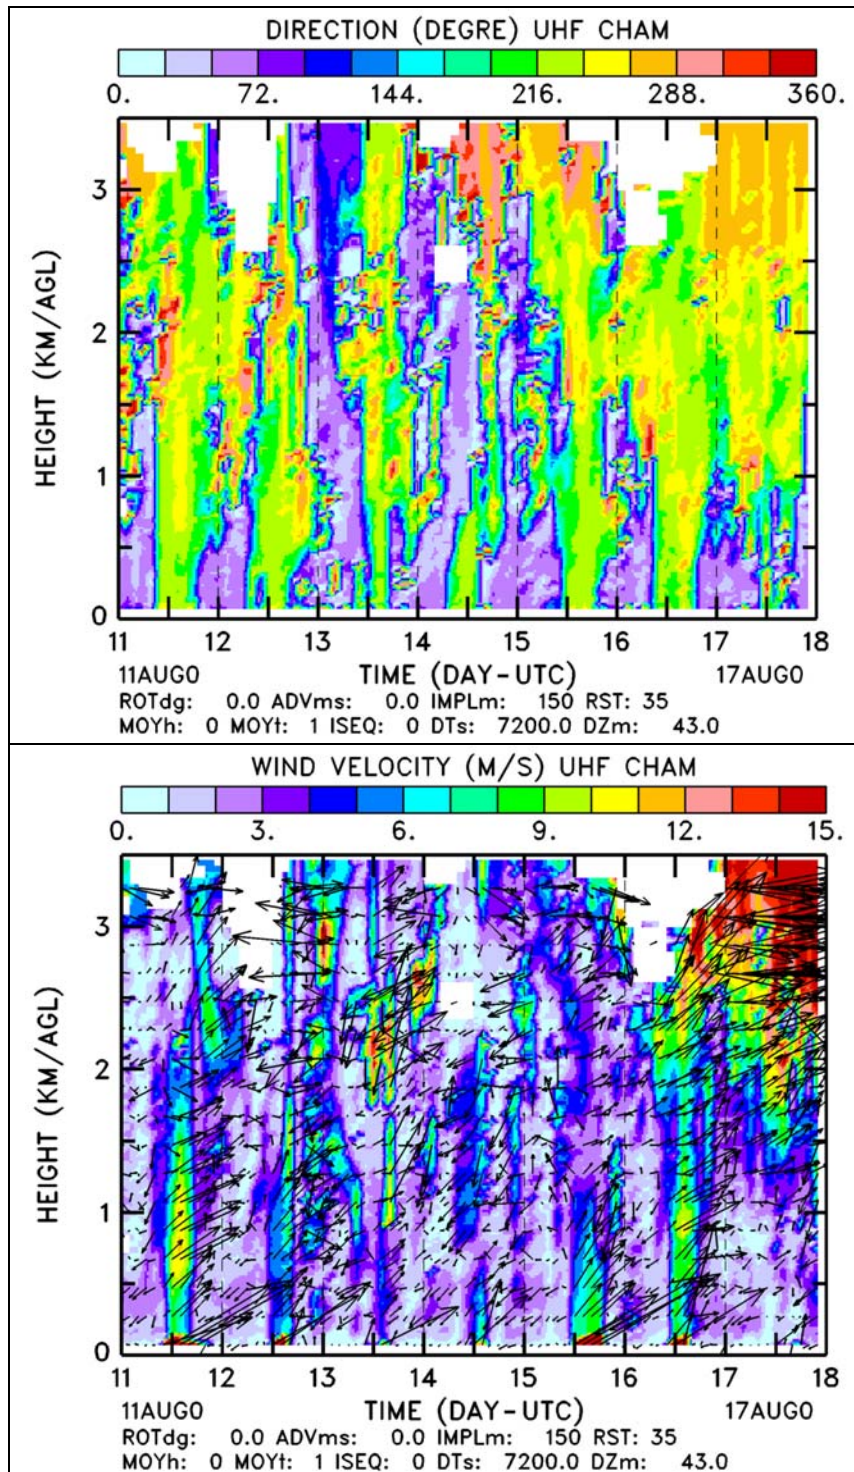 DIRECTION (DEGRE) UHF CHAM
0. 72. 144. 216. 288. 360.
3
2
1
0
HEIGHT (KM/AGL)
11 12 13 14 15 16 17 18
11AUG0 TIME (DAY-UTC) 17AUG0
ROTdg: 0.0 ADVms: 0.0 IMPLm: 150 RST: 35
MOYh: 0 MOYt: 1 ISEQ: 0 DTs: 7200.0 DZm: 43.0
WIND VELOCITY (M/S) UHF CHAM
0. 3. 6. 9. 12. 15.
3
2
1
0
HEIGHT (KM/AGL)
11 12 13 14 15 16 17 18
11AUG0 TIME (DAY-UTC) 17AUG0
ROTdg: 0.0 ADVms: 0.0 IMPLm: 150 RST: 35
MOYh: 0 MOYt: 1 ISEQ: 0 DTs: 7200.0 DZm: 43.0